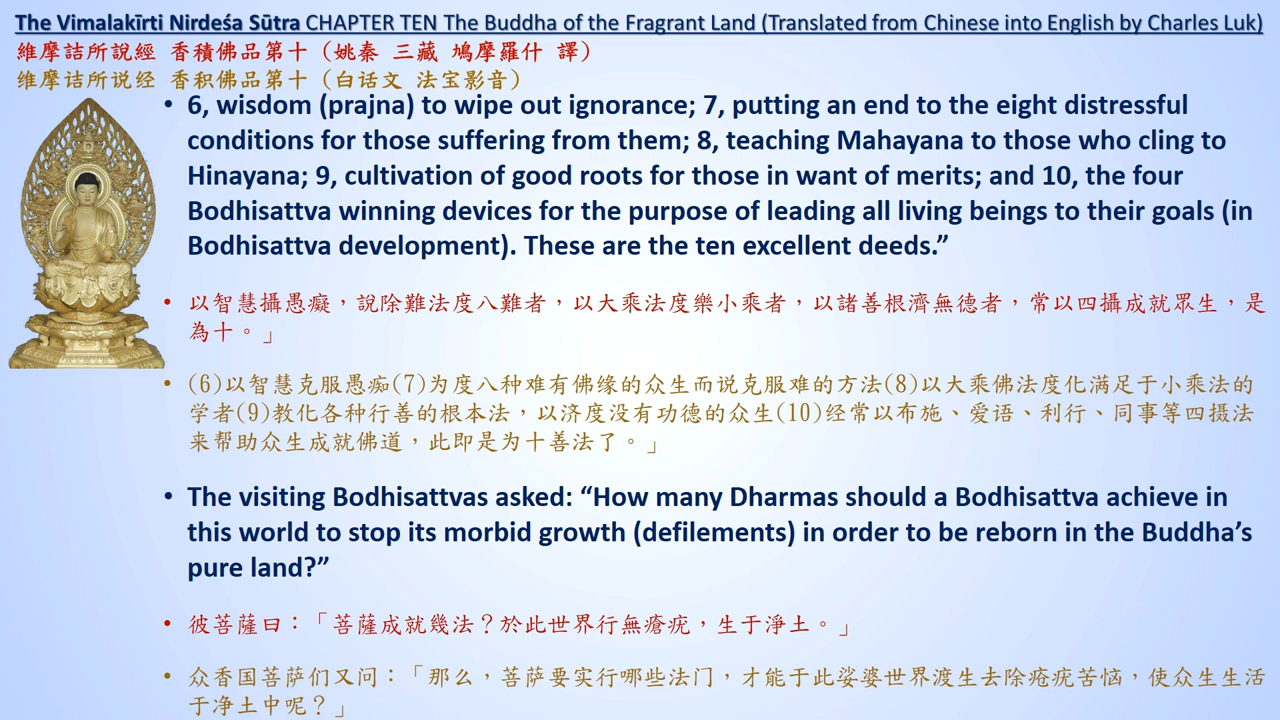 The Vimalakīrti Nirdeśa Sūtra CHAPTER TEN The Buddha of the Fragrant Land (Translated from Chinese into English by Charles Luk)
維摩詰所說經 香積佛品第十（姚秦 三藏 鳩摩羅什 譯）
维摩诘所说经 香积佛品第十（白话文 法宝影音）
• 6, wisdom (prajna) to wipe out ignorance; 7, putting an end to the eight distressful
conditions for those suffering from them; 8, teaching Mahayana to those who cling to
Hinayana; 9, cultivation of good roots for those in want of merits; and 10, the four
Bodhisattva winning devices for the purpose of leading all living beings to their goals (in
Bodhisattva development). These are the ten excellent deeds.”
• 以智慧攝愚癡，說除難法度八難者，以大乘法度樂小乘者，以諸善根濟無德者，常以四攝成就眾生，是
為十。」
• (6)以智慧克服愚痴(7)为度八种难有佛缘的众生而说克服难的方法(8)以大乘佛法度化满足于小乘法的
学者(9)教化各种行善的根本法，以济度没有功德的众生(10)经常以布施、爱语、利行、同事等四摄法
来帮助众生成就佛道，此即是为十善法了。」
• The visiting Bodhisattvas asked: “How many Dharmas should a Bodhisattva achieve in
this world to stop its morbid growth (defilements) in order to be reborn in the Buddha’s
pure land?”
• 彼菩薩曰：「菩薩成就幾法？於此世界行無瘡疣，生于淨土。」
• 众香国菩萨们又问：「那么，菩萨要实行哪些法门，才能于此娑婆世界渡生去除疮疣苦恼，使众生生活
于净土中呢？」